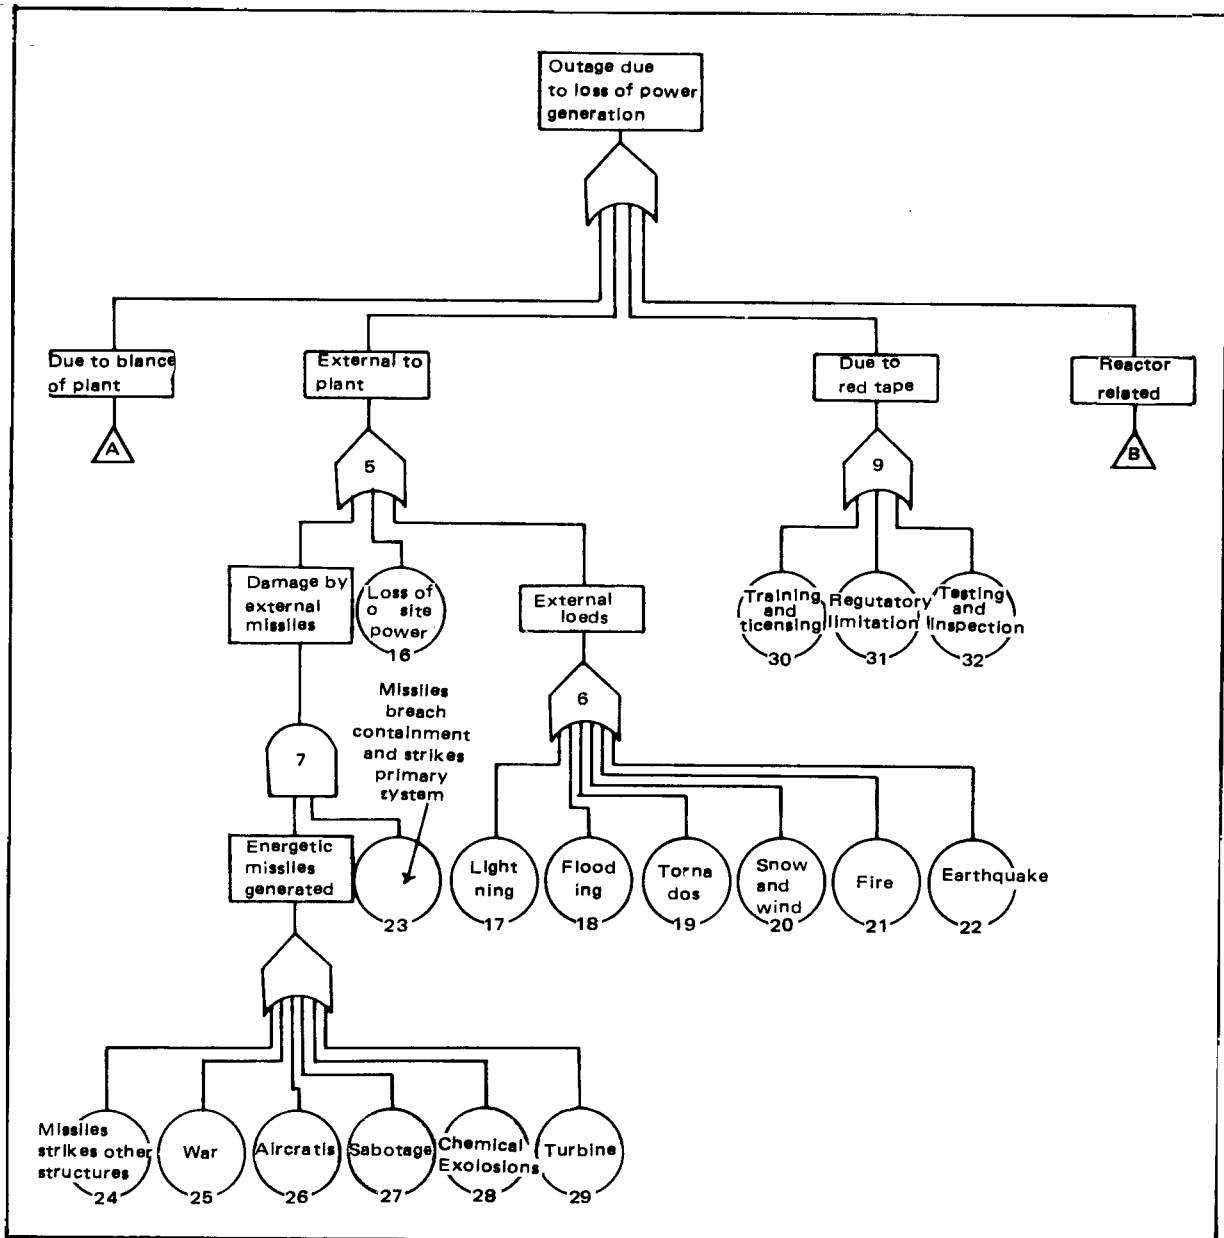 Outage due
to loss of power
generation
Due to blance
of plant
A
External to
plant
5
Due to
red tape
9
Reactor
related
B
Damage by
external
missiles
Loss of
o site
power
16
External
loeds
6
Training
and
ticensing
30
Regutatory
limitation
31
Testing
and
inspection
32
7
Missiles
breach
containment
and strikes
primary
system
Energetic
missiles
generated
23
Light
ning
17
Flood
ing
18
Torna
dos
19
Snow
and
wind
20
Fire
21
Earthquake
22
Missiles
strikes other
structures
24
War
25
Aircratis
26
Sabotage
27
Chemical
Exolosions
28
Turbine
29